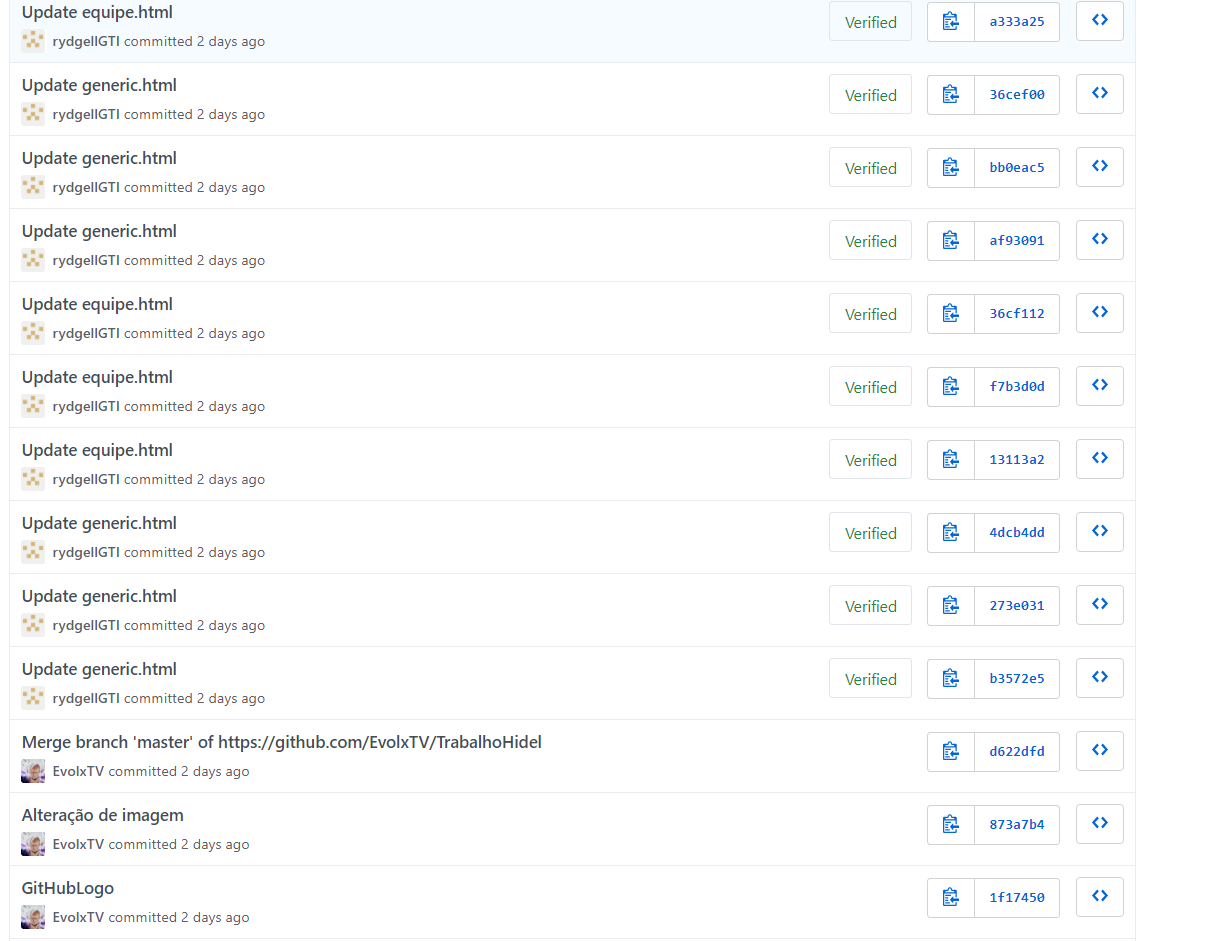 Update equipe.html
Verified a333a25
rydgellGTI committed 2 days ago
Update generic.html
Verified 36cef00
rydgellGTI committed 2 days ago
Update generic.html
Verified bb0eac5
rydgellGTI committed 2 days ago
Update generic.html
Verified af93091
rydgellGTI committed 2 days ago
Update equipe.html
Verified 36cf112
rydgellGTI committed 2 days ago
Update equipe.html
Verified f7b3d0d
rydgellGTI committed 2 days ago
Update equipe.html
Verified 13113a2
rydgellGTI committed 2 days ago
Update generic.html
Verified 4dcb4dd
rydgellGTI committed 2 days ago
Update generic.html
Verified 273e031
rydgellGTI committed 2 days ago
Update generic.html
Verified b3572e5
rydgellGTI committed 2 days ago
Merge branch 'master' of https://github.com/EvolxTV/TrabalhoHidel
d622dfd
EvolxTV committed 2 days ago
Alteração de imagem
873a7b4
EvolxTV committed 2 days ago
GitHubLogo
1f17450
EvolxTV committed 2 days ago